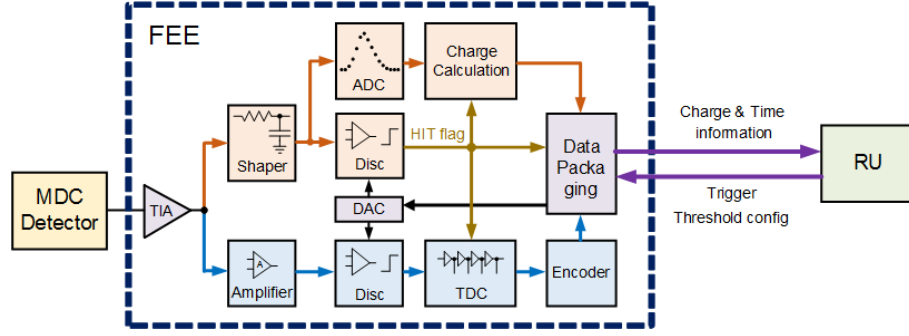 FEE
ADC
Charge
Calculation
Shaper
Disc
HIT flag
Data
Packa
ging
Charge & Time
information
RU
Trigger
Threshold config
MDC
Detector
TIA
DAC
A
Amplifier
Disc
TDC
Encoder